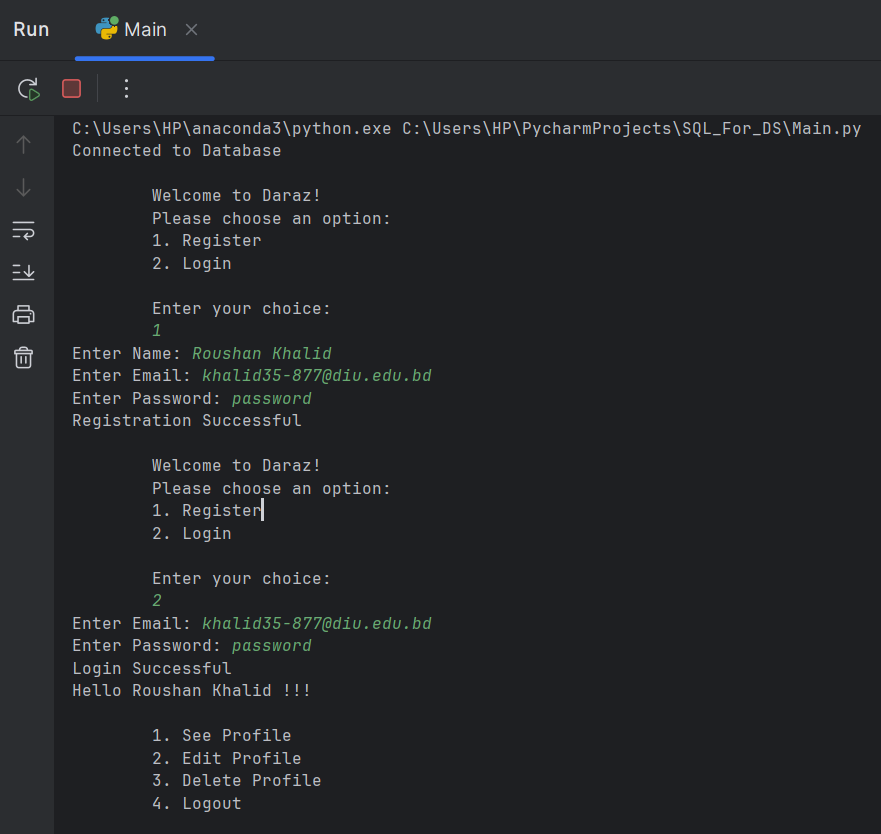 Run Main
C:\Users\HP\anaconda3\python.exe C:\Users\HP\PycharmProjects\SQL_For_DS\Main.py
Connected to Database
Welcome to Daraz!
Please choose an option:
1. Register
2. Login
Enter your choice:
1
Enter Name: Roushan Khalid
Enter Email: khalid35-877@diu.edu.bd
Enter Password: password
Registration Successful
Welcome to Daraz!
Please choose an option:
1. Register
2. Login
Enter your choice:
2
Enter Email: khalid35-877@diu.edu.bd
Enter Password: password
Login Successful
Hello Roushan Khalid !!!
1. See Profile
2. Edit Profile
3. Delete Profile
4. Logout